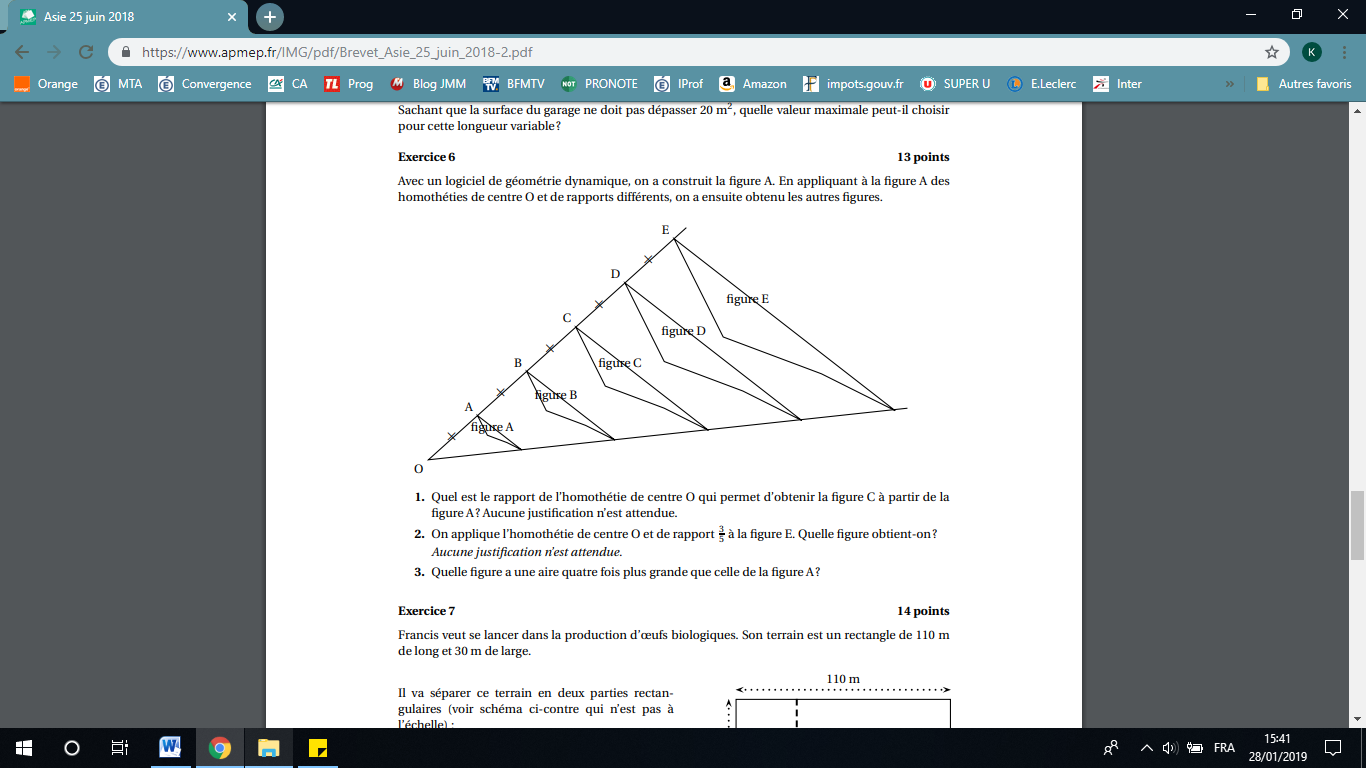 Asie 25 juin 2018
https://www.apmep.fr/IMG/pdf/Brevet_Asie_25_juin_2018-2.pdf
K
Orange MTA Convergence CA Prog Blog JMM BFMTV PRONOTE IProf Amazon impots.gouv.fr SUPER U E.Leclerc Inter » Autres favoris
Sachant que la surface du garage ne doit pas dépasser 20 m², quelle valeur maximale peut-il choisir
pour cette longueur variable ?
Exercice 6 13 points
Avec un logiciel de géométrie dynamique, on a construit la figure A. En appliquant à la figure A des
homothéties de centre O et de rapports différents, on a ensuite obtenu les autres figures.
E
D
figure E
C
figure D
B
figure C
figure B
A
figure A
O
1. Quel est le rapport de l'homothétie de centre O qui permet d'obtenir la figure C à partir de la
figure A ? Aucune justification n'est attendue.
2. On applique l'homothétie de centre O et de rapport 3/5 à la figure E. Quelle figure obtient-on ?
Aucune justification n'est attendue.
3. Quelle figure a une aire quatre fois plus grande que celle de la figure A ?
Exercice 7 14 points
Francis veut se lancer dans la production d'œufs biologiques. Son terrain est un rectangle de 110 m
de long et 30 m de large.
110 m
Il va séparer ce terrain en deux parties rectan-
gulaires (voir schéma ci-contre qui n'est pas à
l'échelle) :
FRA
15:41
28/01/2019